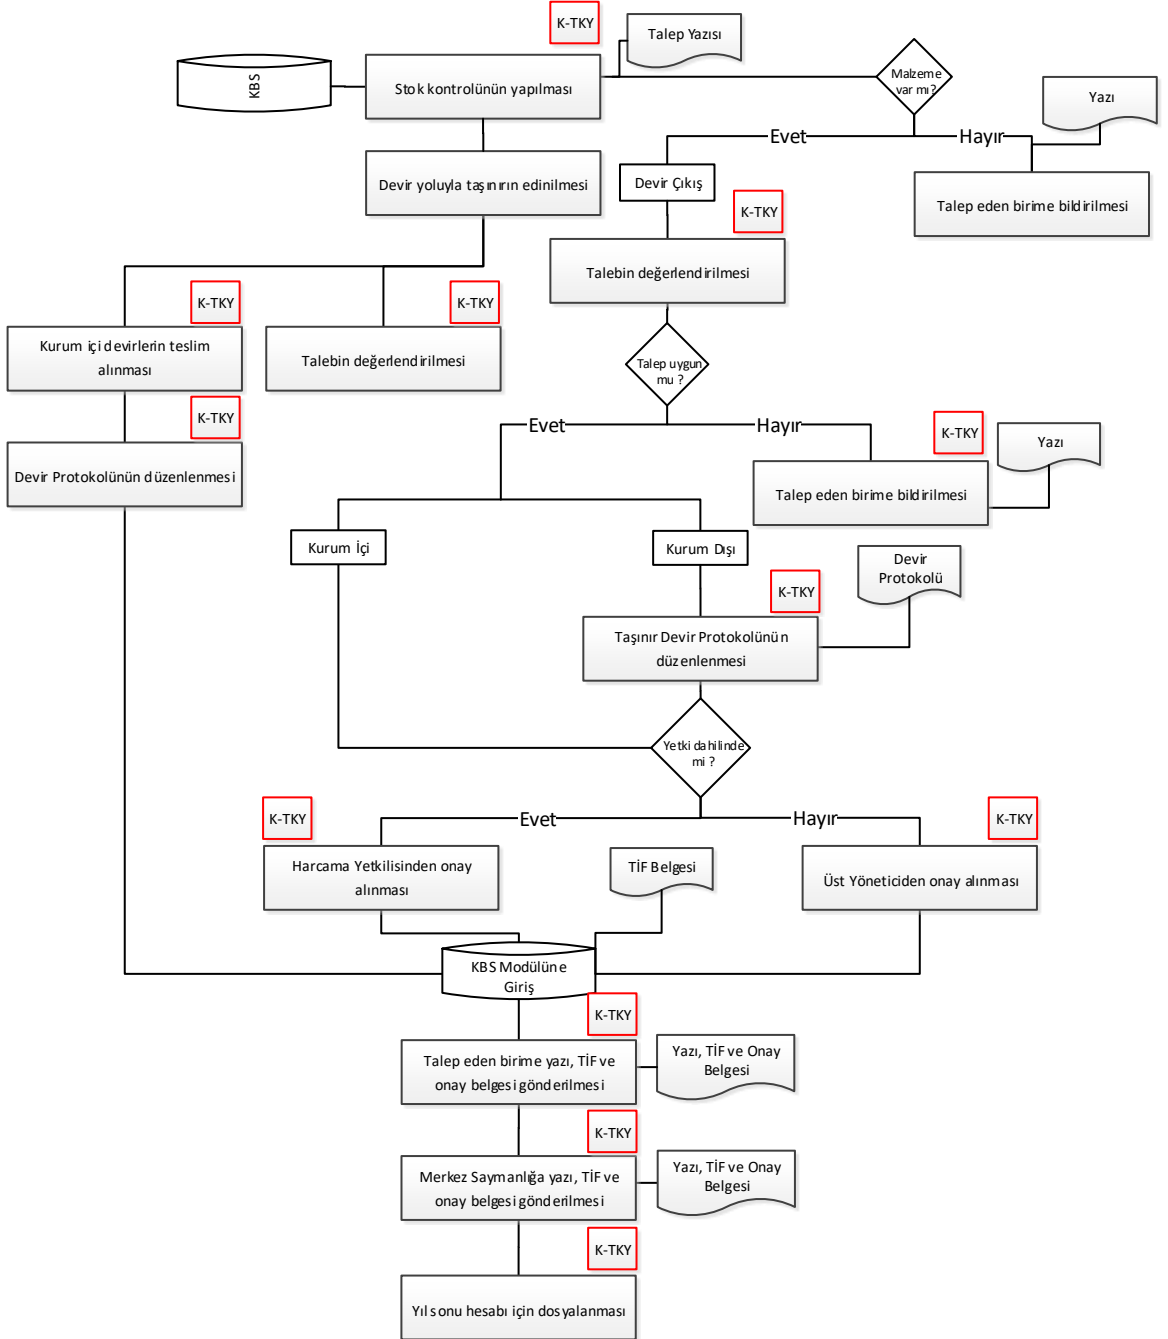 K-TKY
Talep Yazısı
KBS
Stok kontrolünün yapılması
Malzeme
var mı?
Yazı
Evet
Hayır
Devir yoluyla taşınırın edinilmesi
Devir Çıkış
K-TKY
Talep eden birime bildirilmesi
Talebin değerlendirilmesi
K-TKY
K-TKY
Kurum içi devirlerin teslim
alınması
Talebin değerlendirilmesi
Talep uygun
mu ?
K-TKY
Evet
Hayır
K-TKY
Yazı
Devir Protokolünün düzenlenmesi
Talep eden birime bildirilmesi
Kurum İçi
Kurum Dışı
Devir
Protokolü
K-TKY
Taşınır Devir Protokolünün
düzenlenmesi
Yetki dahilinde
mi ?
K-TKY
Evet
Hayır
K-TKY
Harcama Yetkilisinden onay
alınması
TİF Belgesi
Üst Yöneticiden onay alınması
KBS Modülüne
Giriş
K-TKY
Talep eden birime yazı, TİF ve
onay belgesi gönderilmesi
Yazı, TİF ve Onay
Belgesi
K-TKY
Merkez Saymanlığa yazı, TİF ve
onay belgesi gönderilmesi
Yazı, TİF ve Onay
Belgesi
K-TKY
Yıl sonu hesabı için dosyalanması